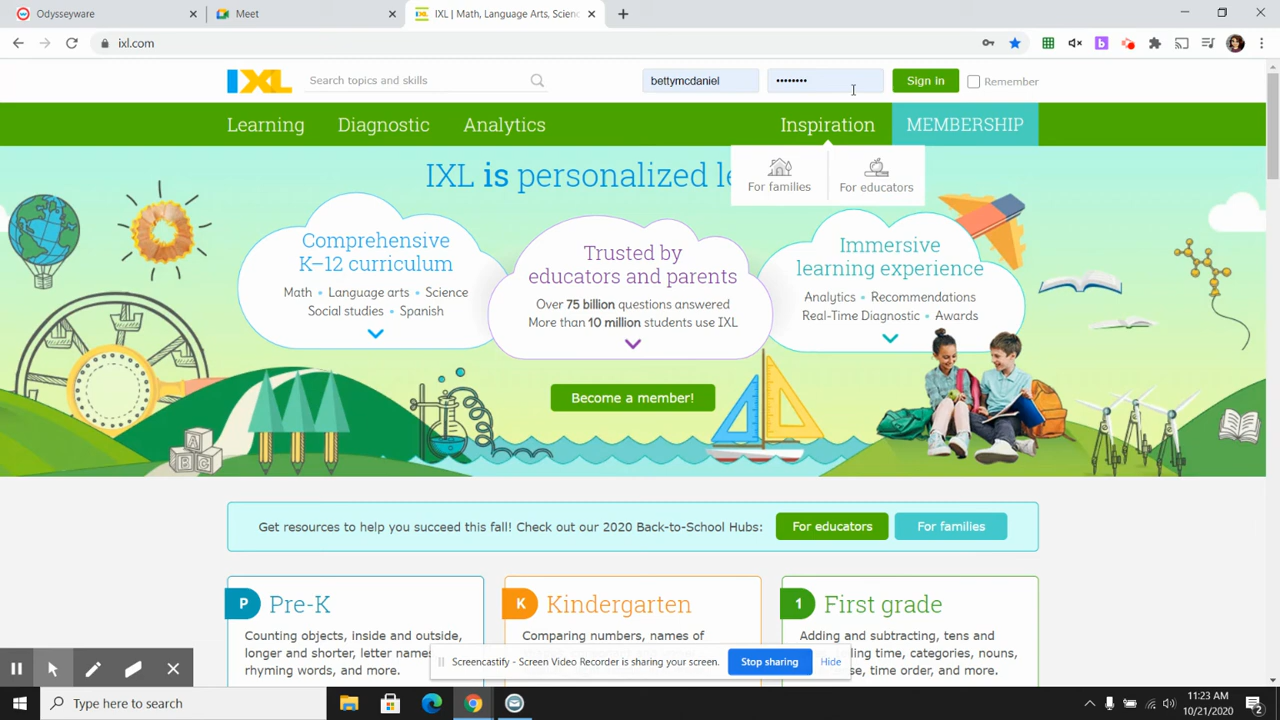 Odysseyware
Meet
IXL | Math, Language Arts, Scienc
ixl.com
IXL
Search topics and skills
bettymcdaniel
••••••••
Sign in
Remember
Learning
Diagnostic
Analytics
Inspiration
MEMBERSHIP
For families
For educators
IXL is personalized le
Comprehensive
K–12 curriculum
Math • Language arts • Science
Social studies • Spanish
Trusted by
educators and parents
Over 75 billion questions answered
More than 10 million students use IXL
Immersive
learning experience
Analytics • Recommendations
Real-Time Diagnostic • Awards
Become a member!
A
B C
Get resources to help you succeed this fall! Check out our 2020 Back-to-School Hubs:
For educators
For families
P Pre-K
Counting objects, inside and outside,
longer and shorter, letter names
rhyming words, and more.
K Kindergarten
Comparing numbers, names of
1 First grade
Adding and subtracting, tens and
ling time, categories, nouns,
se, time order, and more.
Screencastify - Screen Video Recorder is sharing your screen.
Stop sharing
Hide
Type here to search
11:23 AM
10/21/2020
2